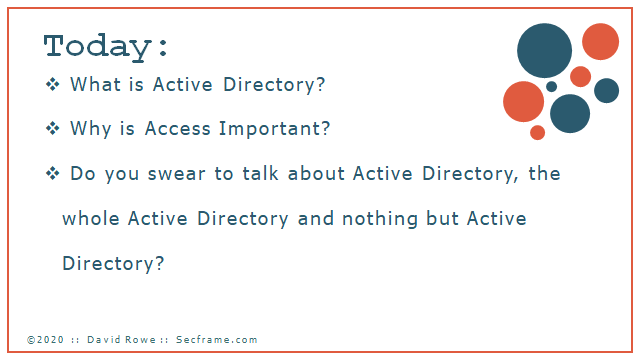 Today:
❖ What is Active Directory?
❖ Why is Access Important?
❖ Do you swear to talk about Active Directory, the
whole Active Directory and nothing but Active
Directory?
©2020 :: David Rowe :: Secframe.com